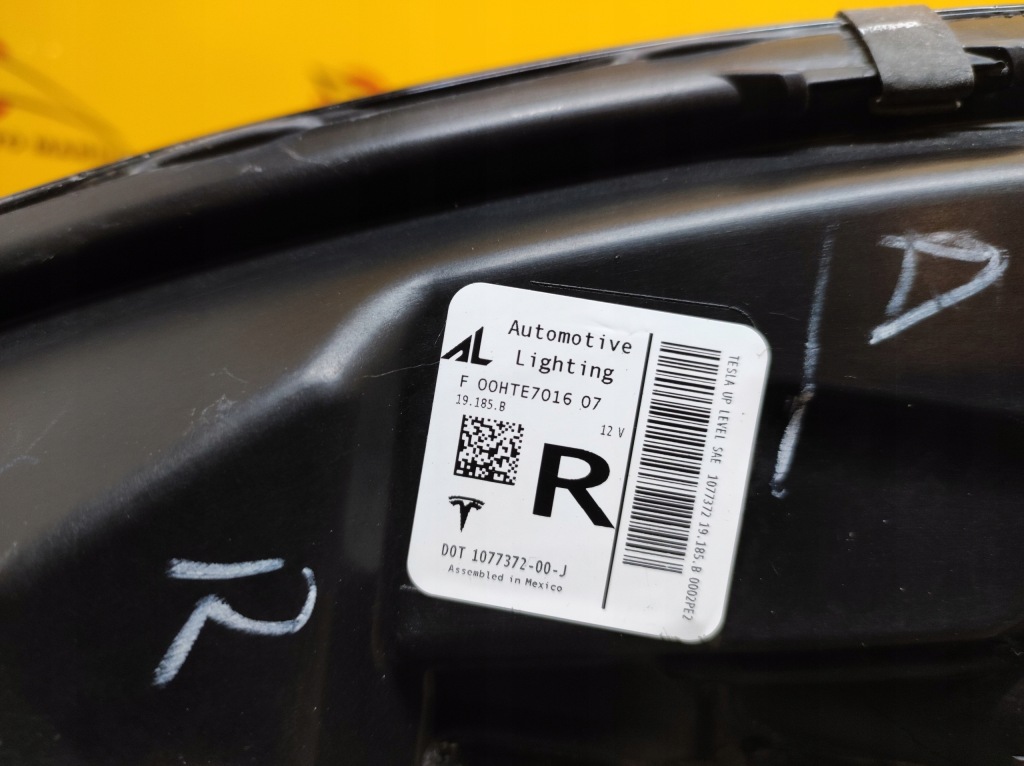 AL
Automotive
Lighting
F 00HTE7016 07
19.185.B
12 V
R
DOT 1077372-00-J
Assembled in Mexico
TESLA UP LEVEL SAE 1077372 19.185.B 0002PE2
R